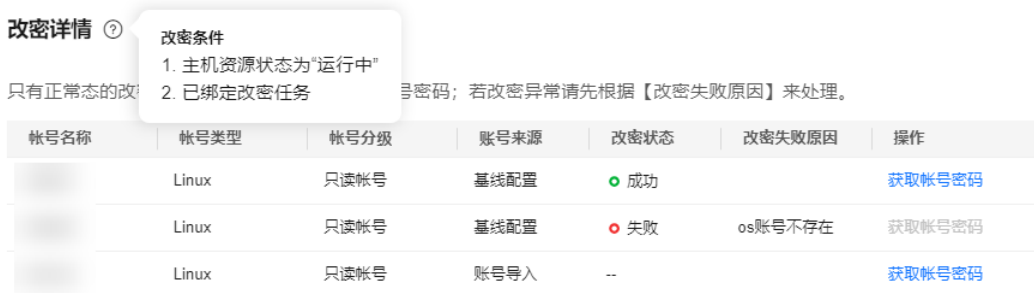 改密详情 ?
改密条件
1. 主机资源状态为“运行中”
2. 已绑定改密任务
只有正常态的改 号密码；若改密异常请先根据【改密失败原因】来处理。
帐号名称 帐号类型 帐号分级 账号来源 改密状态 改密失败原因 操作
Linux 只读帐号 基线配置 成功 获取帐号密码
Linux 只读帐号 基线配置 失败 os账号不存在 获取帐号密码
Linux 只读帐号 账号导入 -- 获取帐号密码